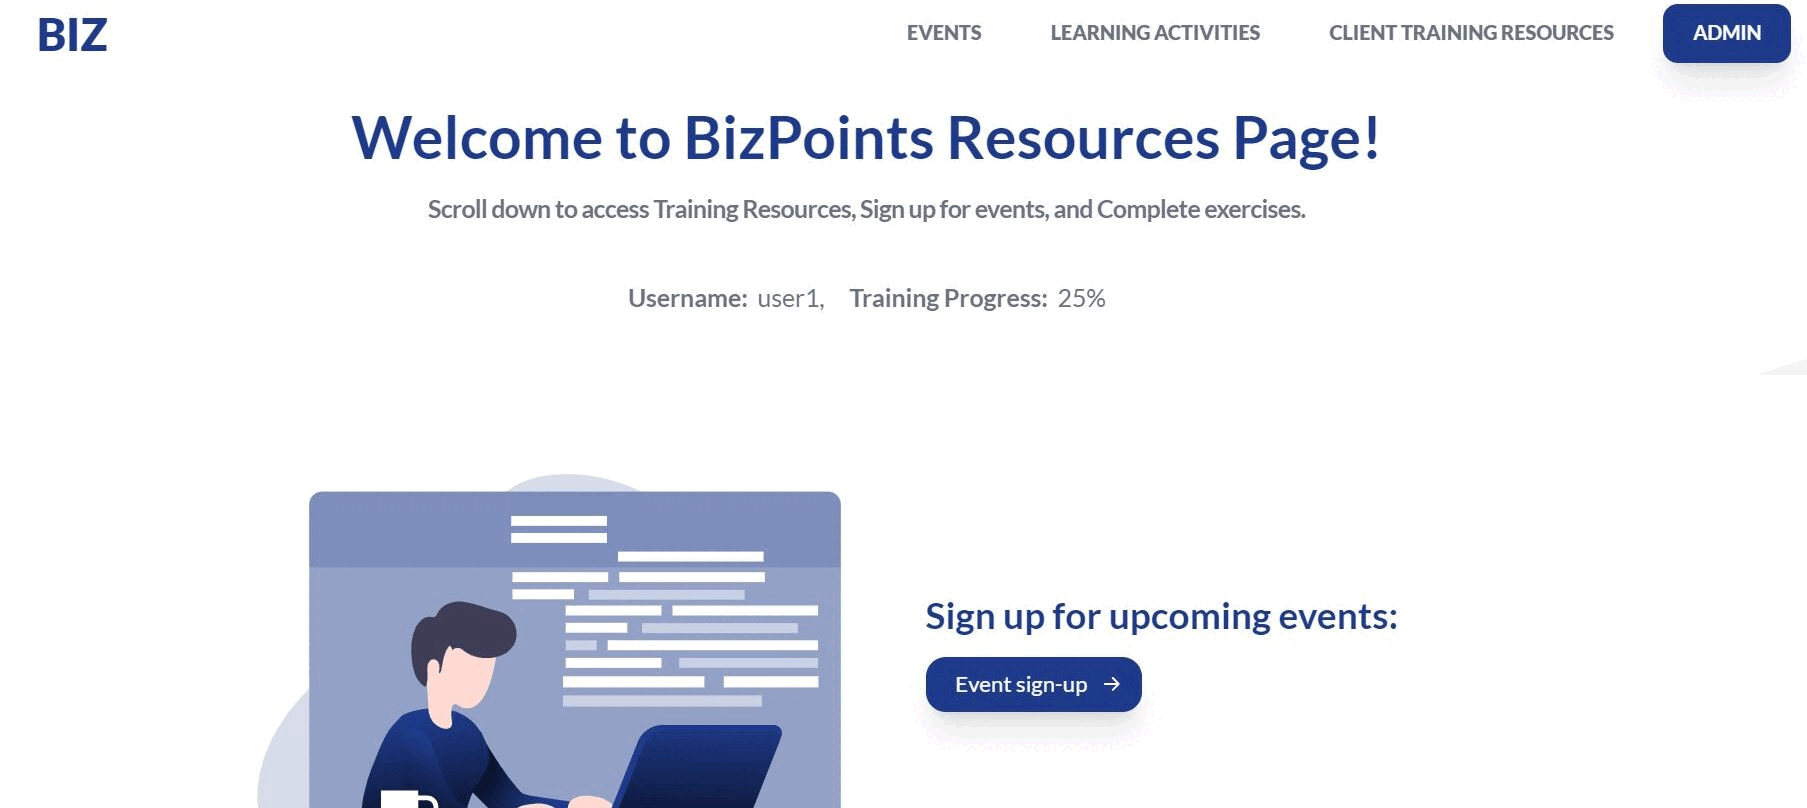 BIZ
EVENTS
LEARNING ACTIVITIES
CLIENT TRAINING RESOURCES
ADMIN
Welcome to BizPoints Resources Page!
Scroll down to access Training Resources, Sign up for events, and Complete exercises.
Username: user1, Training Progress: 25%
Sign up for upcoming events:
Event sign-up →